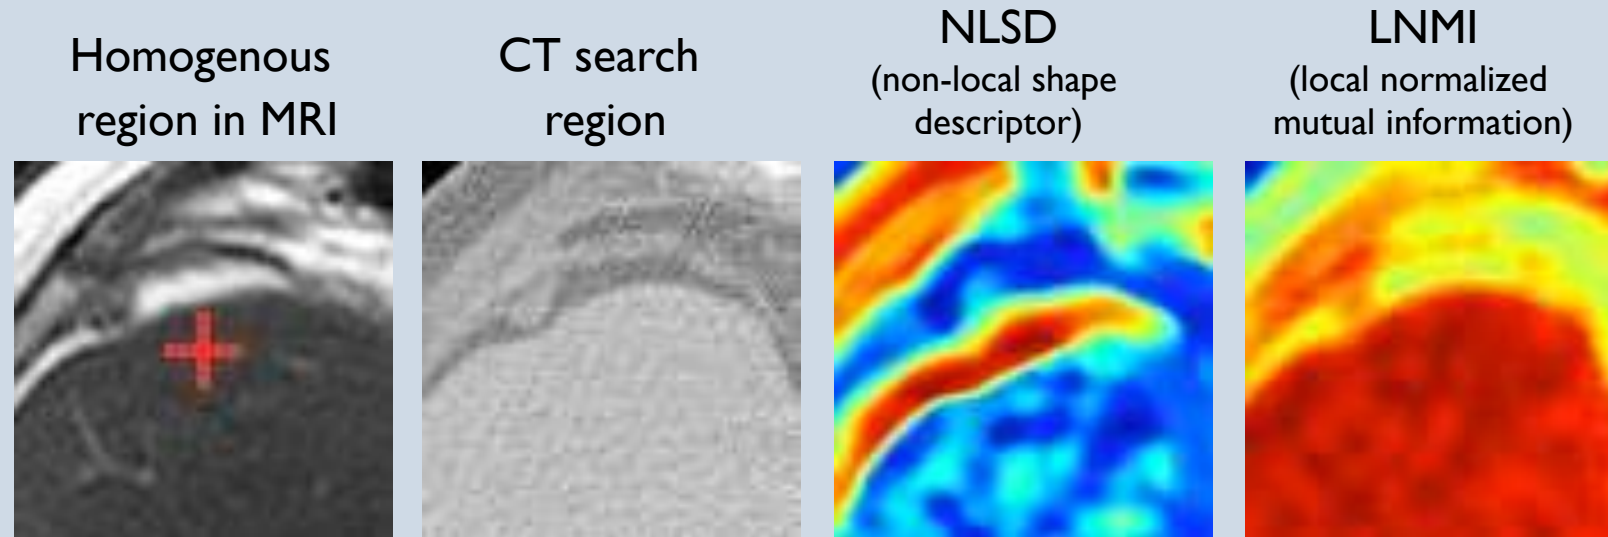 Homogenous
region in MRI
CT search
region
NLSD
(non-local shape
descriptor)
LNMI
(local normalized
mutual information)